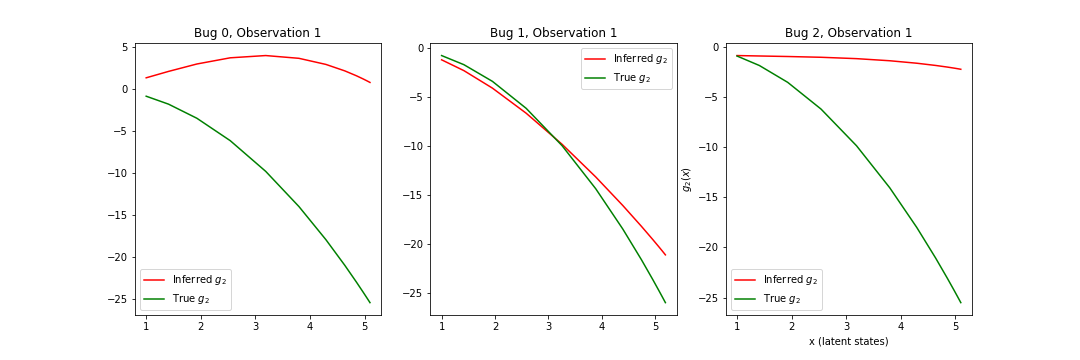 Bug 0, Observation 1
5
0
−5
−10
−15
−20
−25
Inferred g₂
True g₂
1 2 3 4 5
Bug 1, Observation 1
0
−5
−10
−15
−20
−25
Inferred g₂
True g₂
1 2 3 4 5
Bug 2, Observation 1
g₂(x)
0
−5
−10
−15
−20
−25
Inferred g₂
True g₂
1 2 3 4 5
x (latent states)